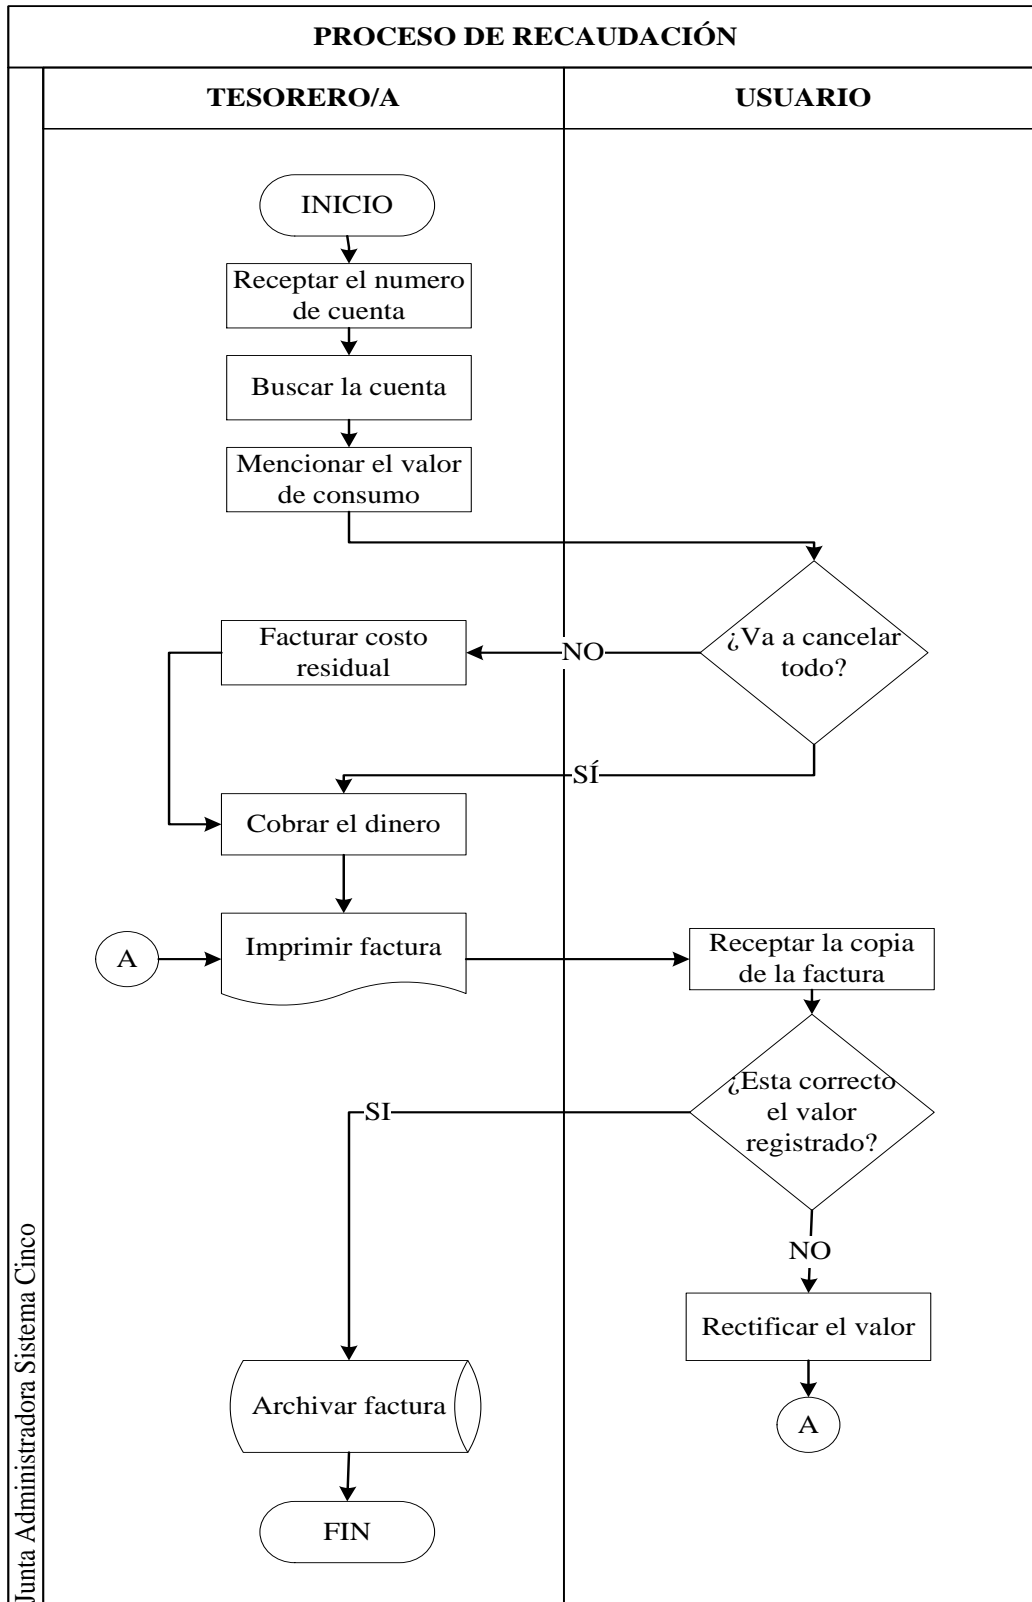 PROCESO DE RECAUDACIÓN
TESORERO/A
USUARIO
INICIO
Receptar el numero
de cuenta
Buscar la cuenta
Mencionar el valor
de consumo
¿Va a cancelar
todo?
NO
Facturar costo
residual
SÍ
Cobrar el dinero
A
Imprimir factura
Receptar la copia
de la factura
¿Esta correcto
el valor
registrado?
SI
NO
Rectificar el valor
A
Archivar factura
FIN
Junta Administradora Sistema Cinco